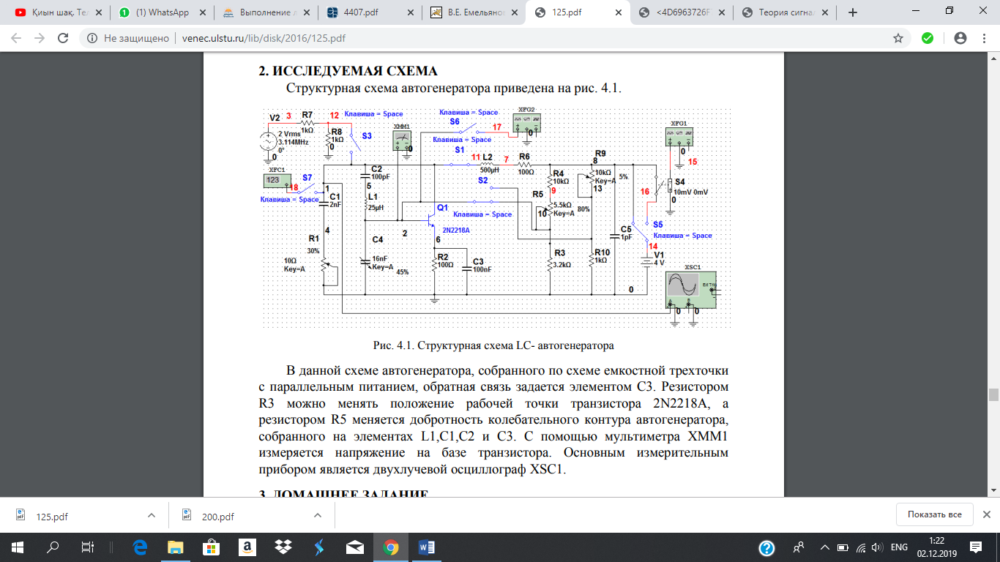 Қиын шақ. Тел
(1) WhatsApp
Выполнение л
4407.pdf
В.Е. Емельянов
125.pdf
<4D6963726F
Теория сигнал
Не защищено
venec.ulstu.ru/lib/disk/2016/125.pdf
2. ИССЛЕДУЕМАЯ СХЕМА
Структурная схема автогенератора приведена на рис. 4.1.
V2
3
R7
1kΩ
12
Клавиша = Space
2 Vrms
3.114MHz
0°
0
R8
1kΩ
0
S3
XMM1
0
Клавиша = Space
S6
17
XFG2
0
Клавиша = Space
S1
XFG1
0
15
XFC1
123
18
S7
Клавиша = Space
1
C1
2nF
C2
100pF
5
L1
25µH
11
L2
500µH
7
R6
100Ω
S2
R4
10kΩ
9
R9
8
10kΩ
Key=A
13
5%
16
S4
10mV 0mV
0
Q1
Клавиша = Space
2N2218A
R5
5.5kΩ
Key=A
10
80%
S5
Клавиша = Space
C5
1pF
14
V1
4 V
4
R1
30%
10Ω
Key=A
2
C4
16nF
Key=A
45%
6
R2
100Ω
C3
100nF
R3
3.2kΩ
R10
1kΩ
0
XSC1
Ext Trig
A
B
0
0
Рис. 4.1. Структурная схема LC- автогенератора
В данной схеме автогенератора, собранного по схеме емкостной трехточки
с параллельным питанием, обратная связь задается элементом C3. Резистором
R3 можно менять положение рабочей точки транзистора 2N2218A, а
резистором R5 меняется добротность колебательного контура автогенератора,
собранного на элементах L1,C1,C2 и C3. С помощью мультиметра XMM1
измеряется напряжение на базе транзистора. Основным измерительным
прибором является двухлучевой осциллограф XSC1.
3. ДОМАШНЕЕ ЗАДАНИЕ
125.pdf
200.pdf
Показать все
ENG
1:22
02.12.2019